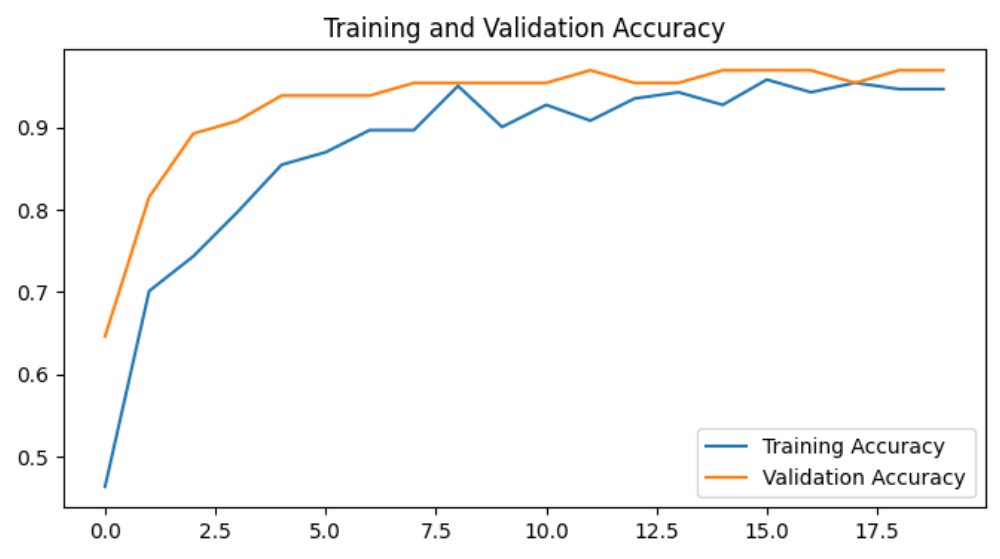 Training and Validation Accuracy
0.9
0.8
0.7
0.6
0.5
Training Accuracy
Validation Accuracy
0.0 2.5 5.0 7.5 10.0 12.5 15.0 17.5